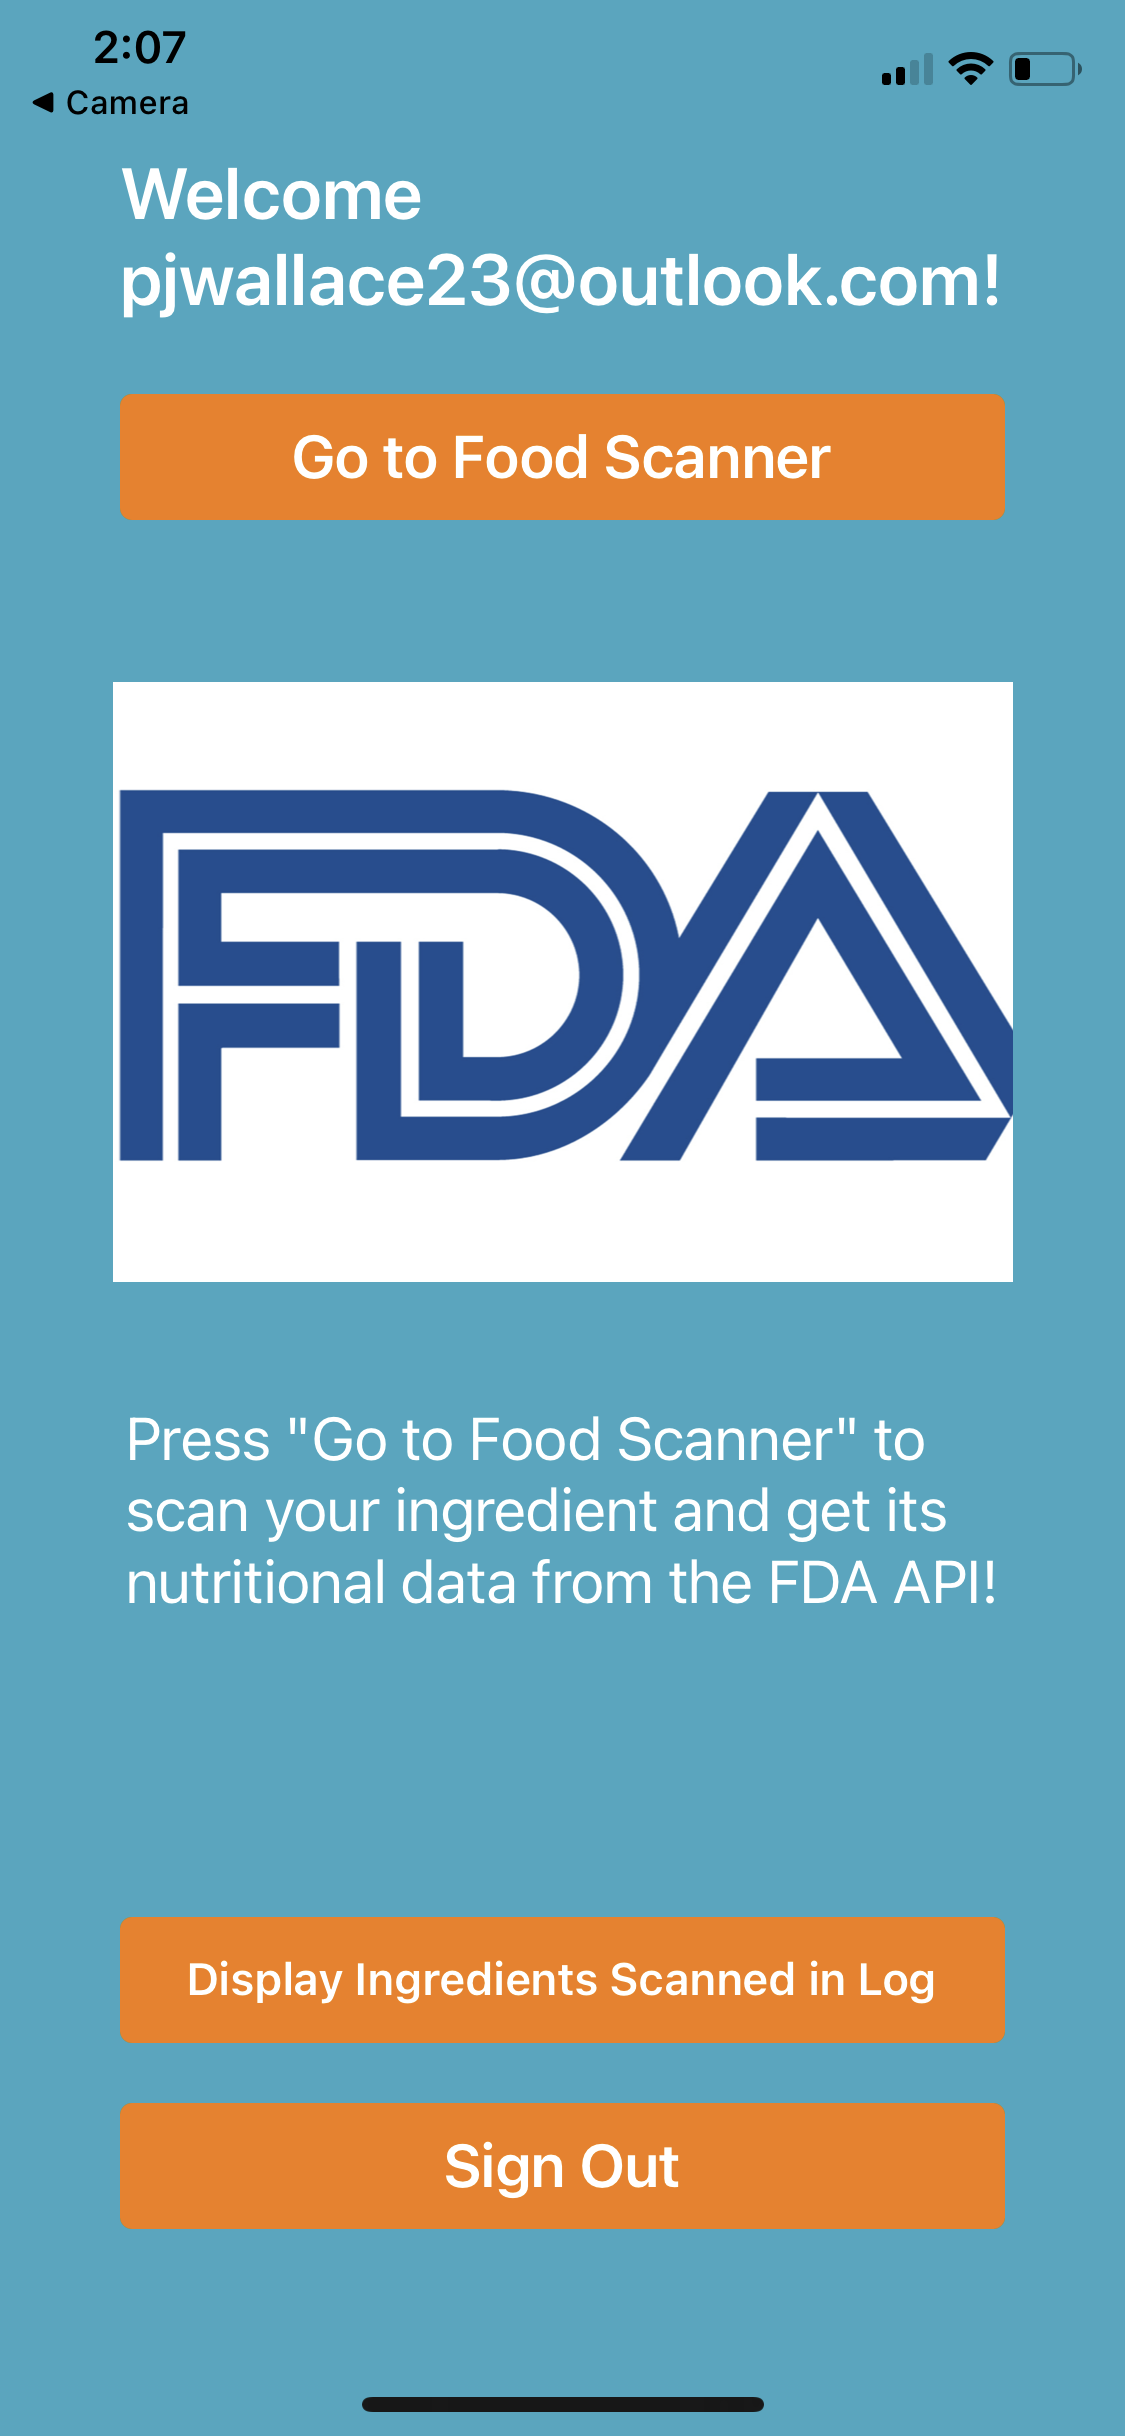 2:07
◀ Camera
Welcome
pjwallace23@outlook.com!
Go to Food Scanner
FDA
Press "Go to Food Scanner" to
scan your ingredient and get its
nutritional data from the FDA API!
Display Ingredients Scanned in Log
Sign Out